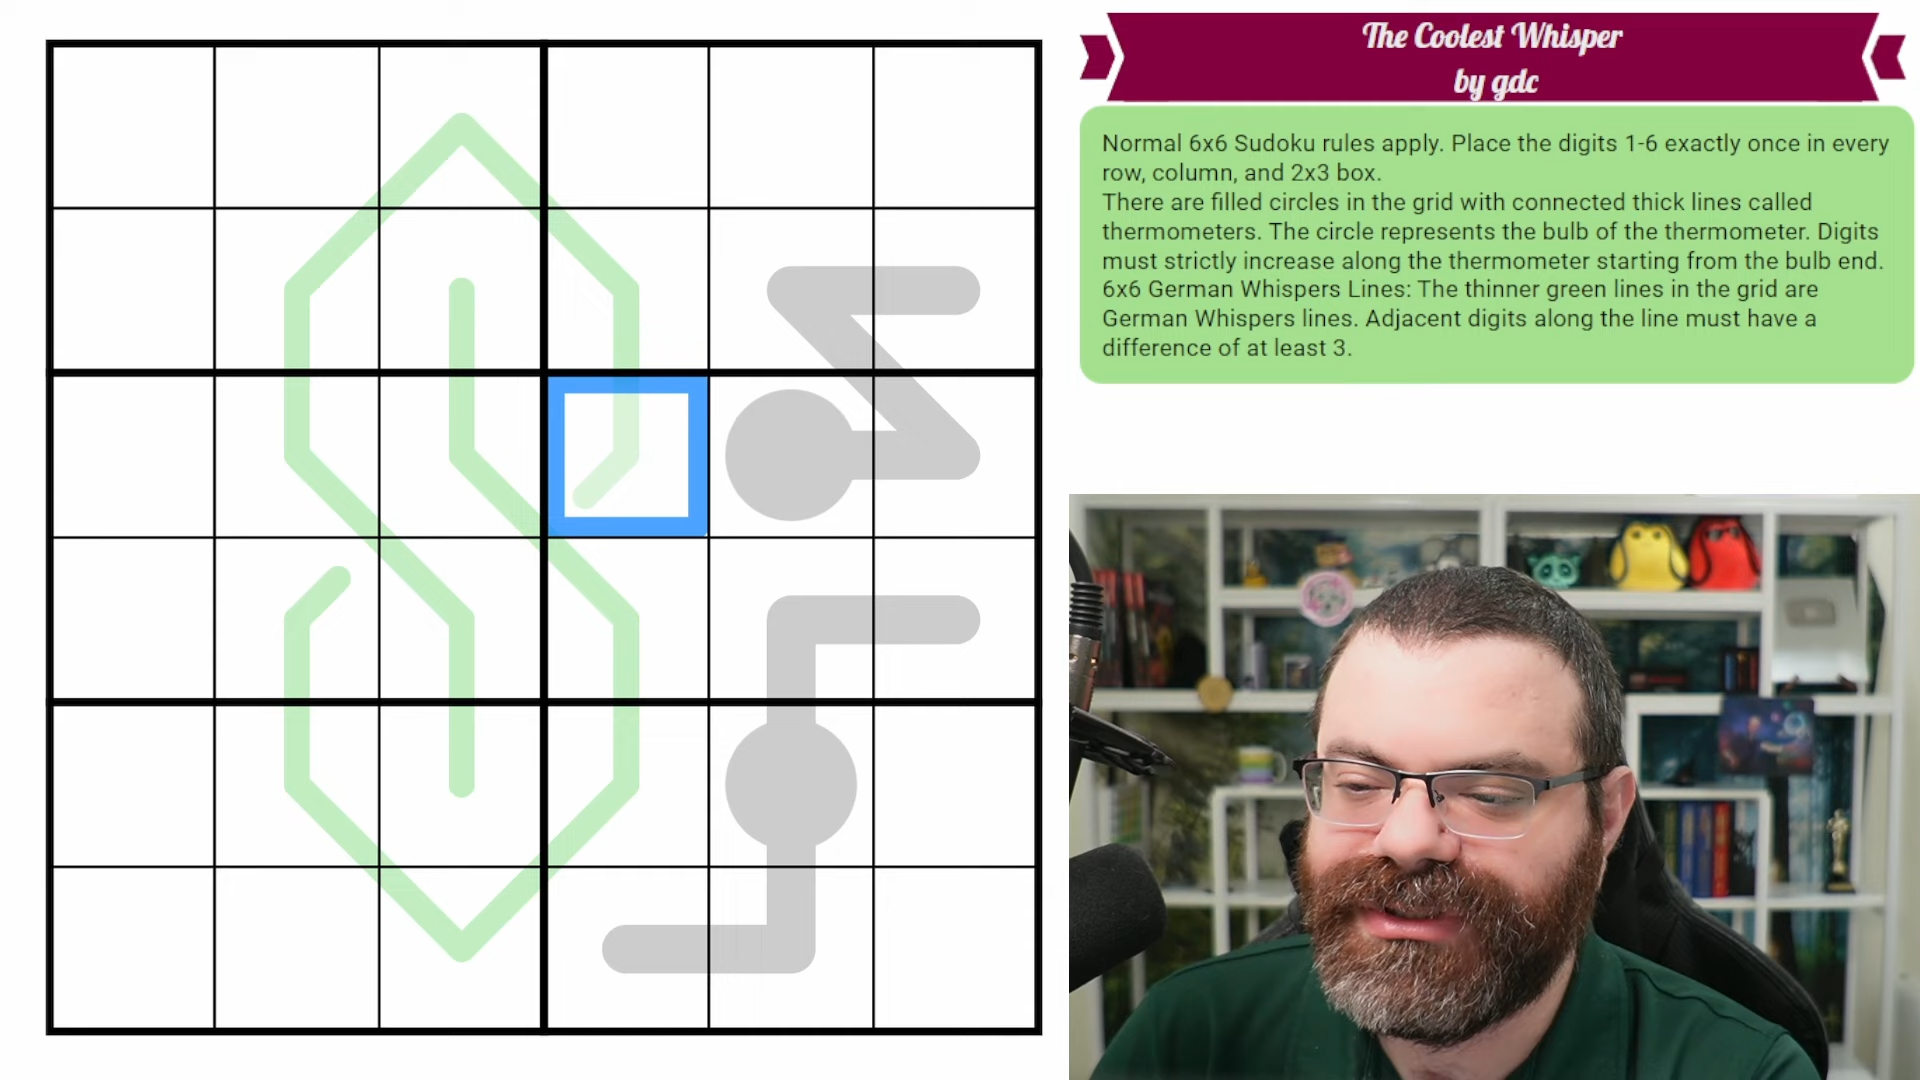 The Coolest Whisper
by gdc
Normal 6x6 Sudoku rules apply. Place the digits 1-6 exactly once in every
row, column, and 2x3 box.
There are filled circles in the grid with connected thick lines called
thermometers. The circle represents the bulb of the thermometer. Digits
must strictly increase along the thermometer starting from the bulb end.
6x6 German Whispers Lines: The thinner green lines in the grid are
German Whispers lines. Adjacent digits along the line must have a
difference of at least 3.